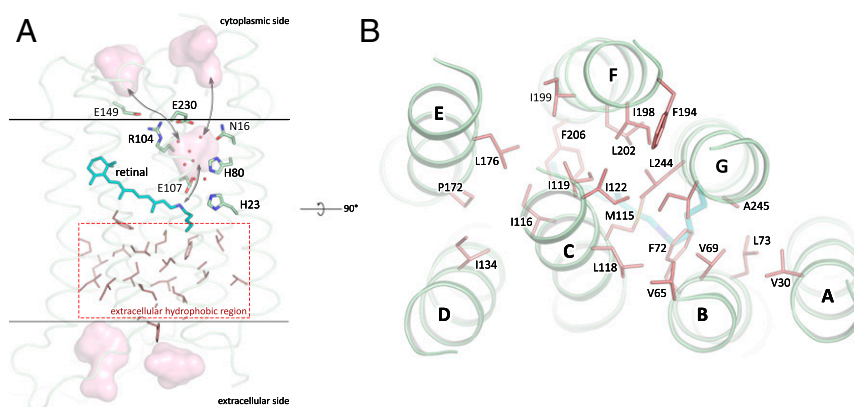 A
cytoplasmic side
E149
E230
R104
N16
retinal
E107
H80
H23
extracellular hydrophobic region
extracellular side
90°
B
F
E
I199
I198
F194
F206
L202
L176
L244
G
P172
I119
I122
A245
I116
M115
C
F72
V69
L73
I134
L118
V30
A
D
V65
B